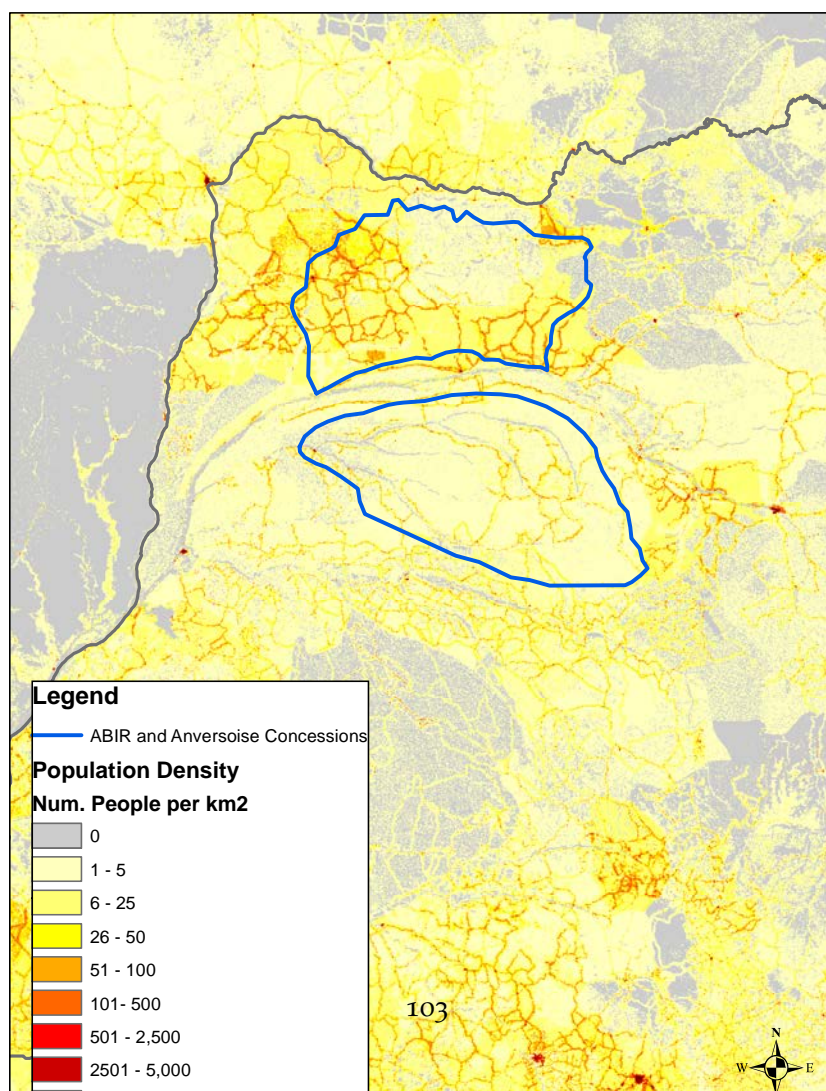 Legend
ABIR and Anversoise Concessions
Population Density
Num. People per km2
0
1 - 5
6 - 25
26 - 50
51 - 100
101- 500
501 - 2,500
2501 - 5,000
103
N
W E
S